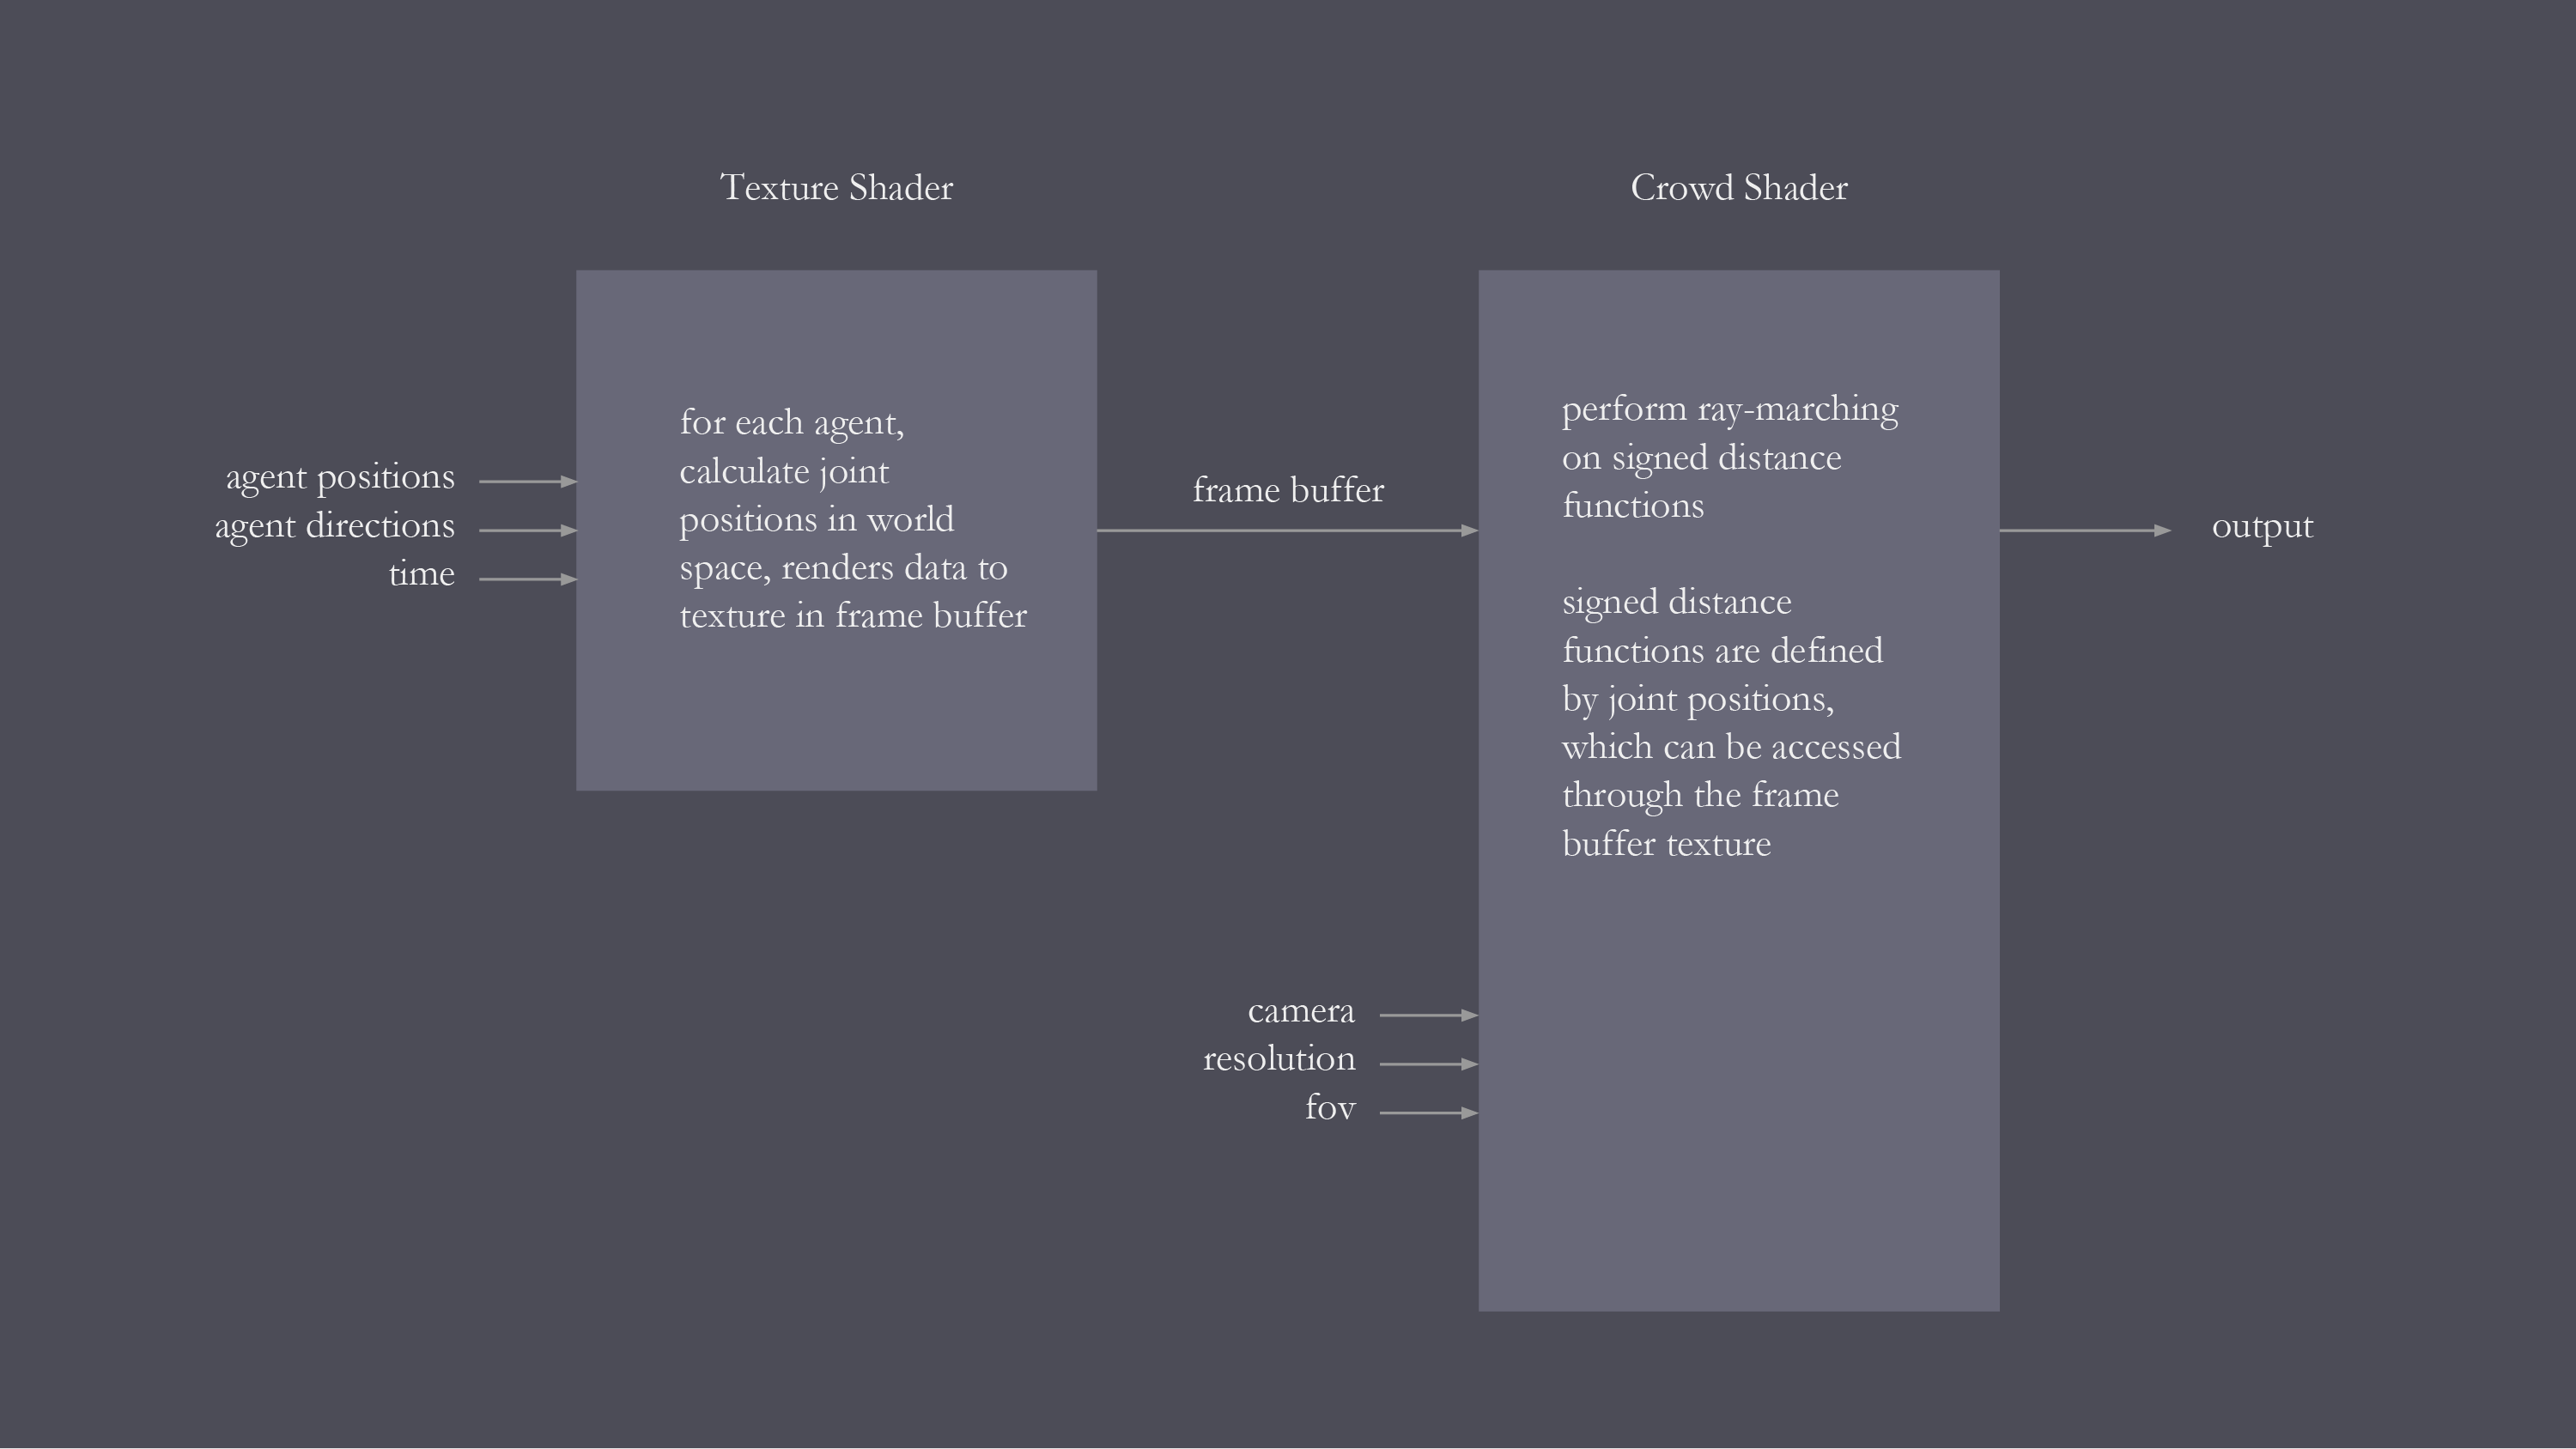 Texture Shader
for each agent,
calculate joint
positions in world
space, renders data to
texture in frame buffer
agent positions
agent directions
time
frame buffer
Crowd Shader
perform ray-marching
on signed distance
functions
signed distance
functions are defined
by joint positions,
which can be accessed
through the frame
buffer texture
camera
resolution
fov
output